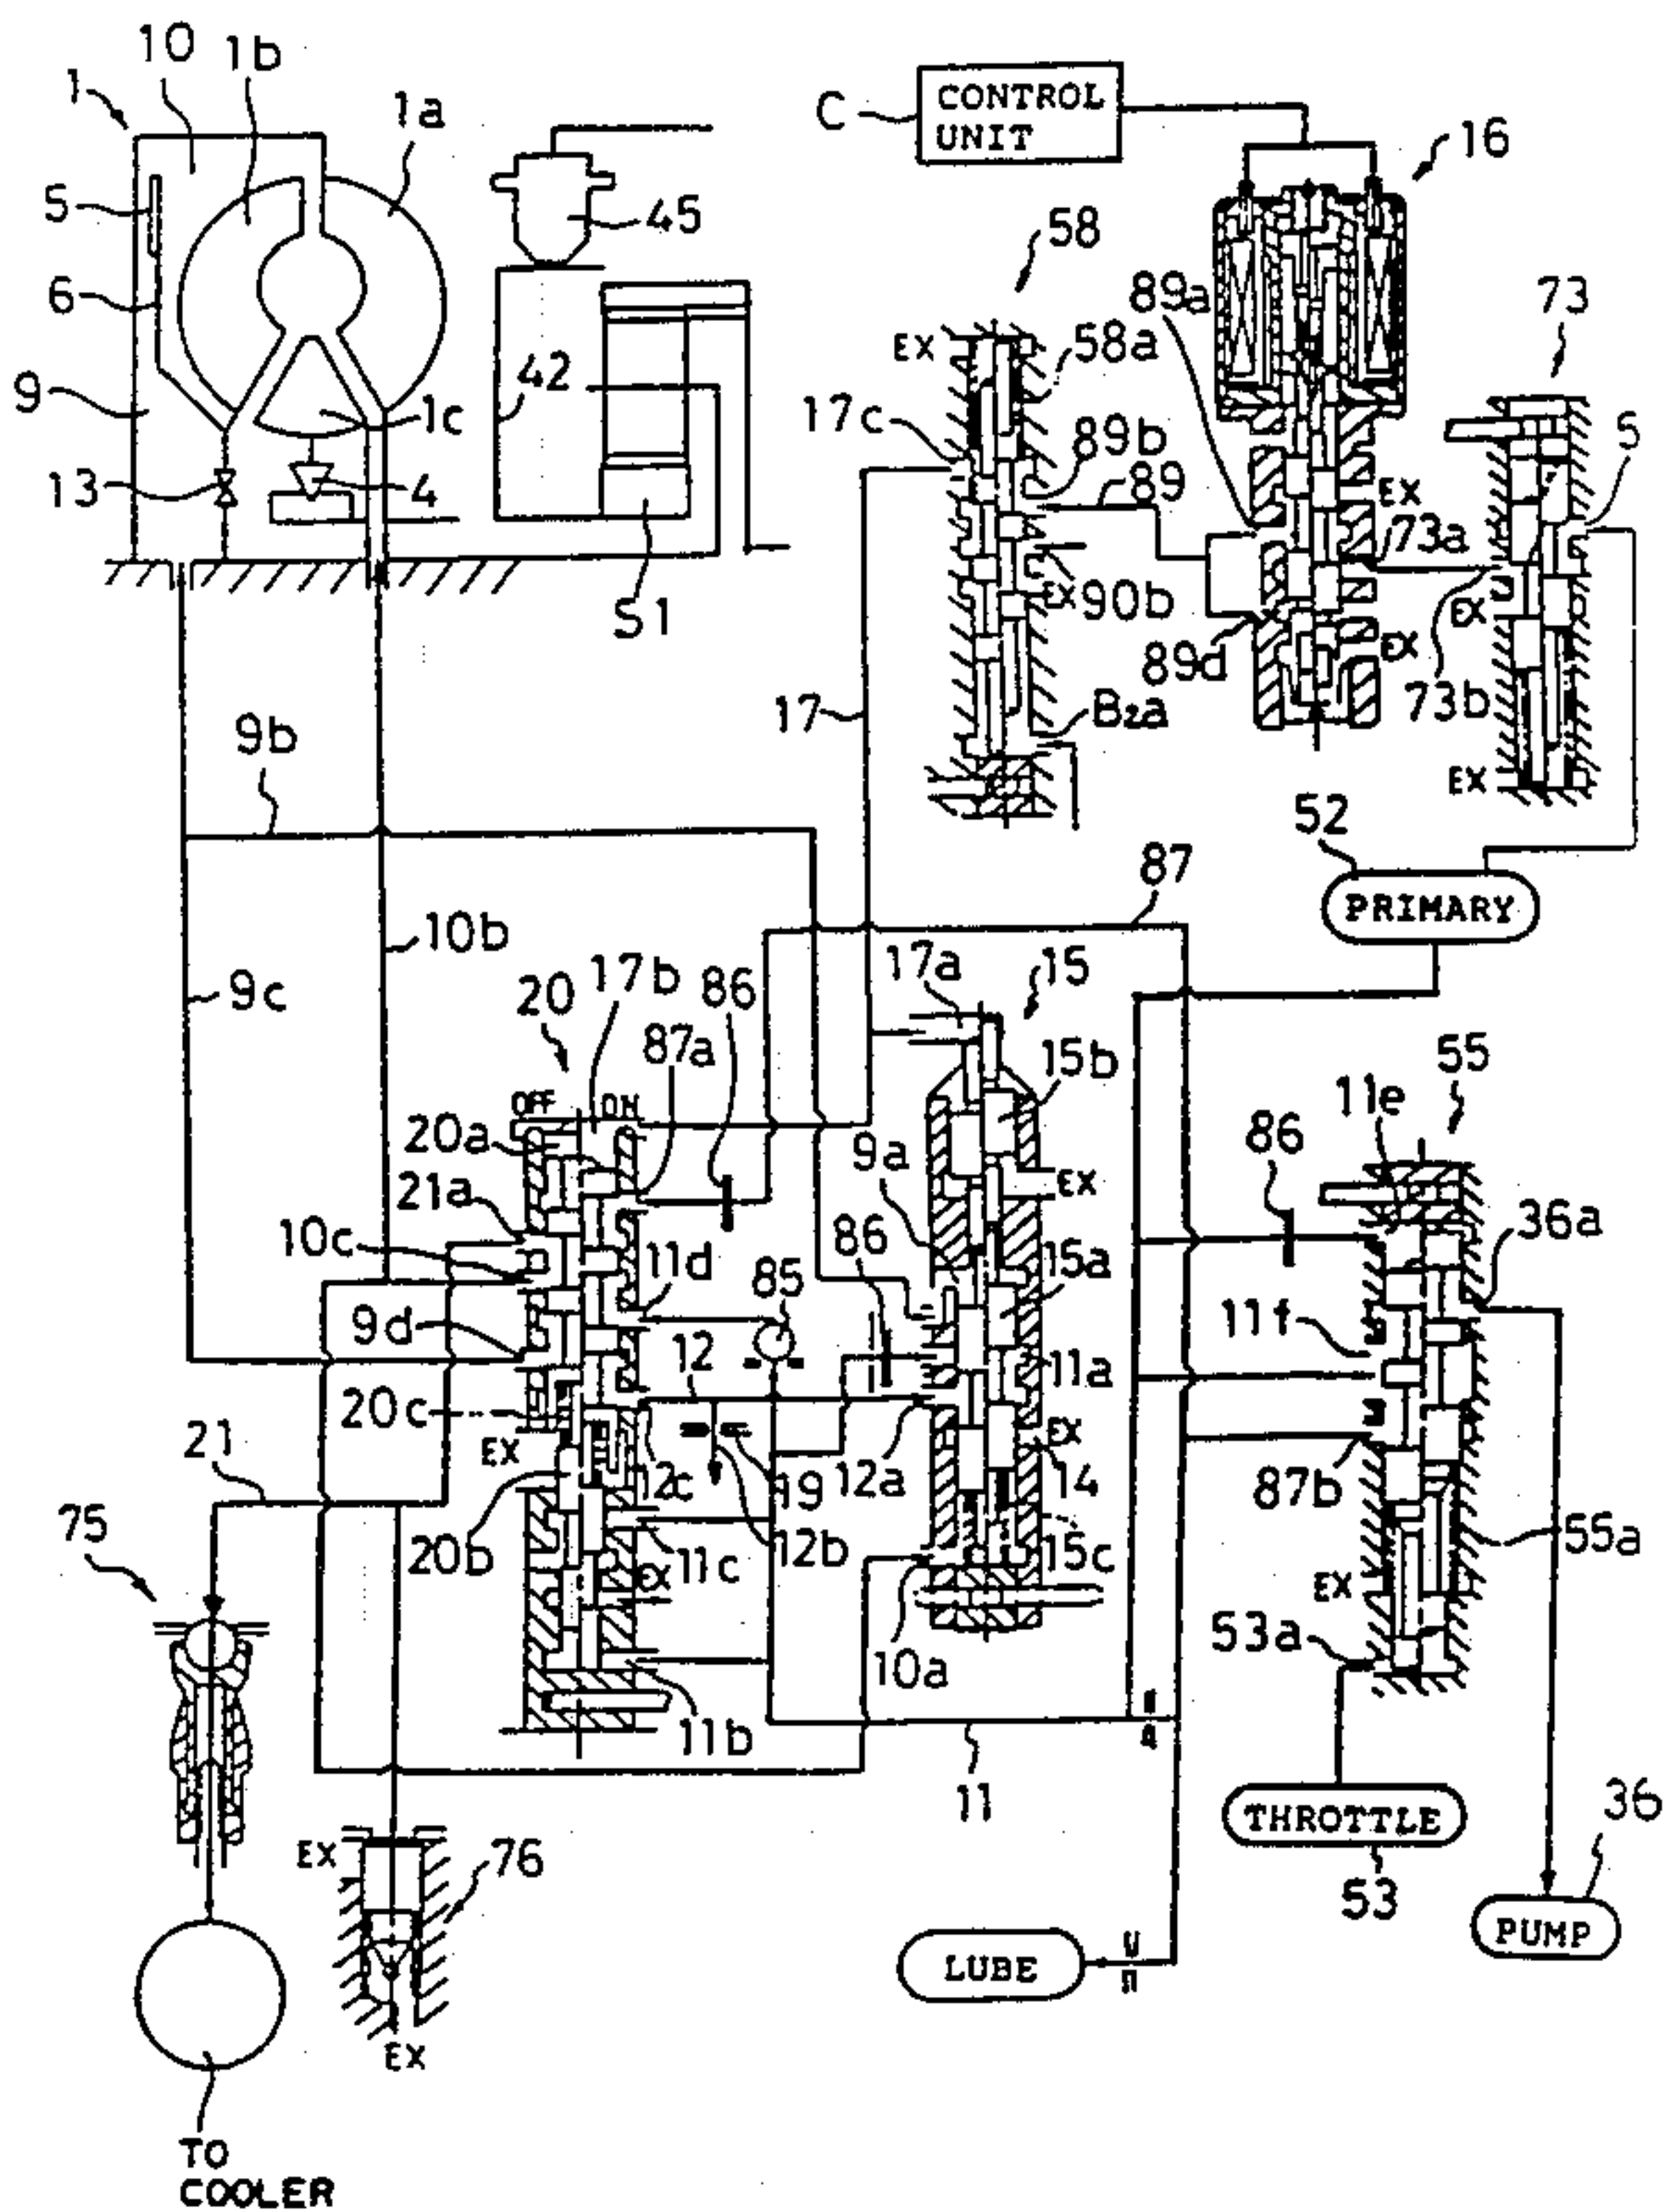 10
1b
1
1a
C
CONTROL
UNIT
16
5
45
58
73
6
89a
EX
58a
9
42
17c
89b
5
1c
89
EX
13
4
73a
S1
EX
90b
EX
89d
EX
73b
17
B2a
EX
9b
52
87
PRIMARY
10b
17a
15
9c
20
17b
86
87a
15b
55
11e
OFF
ON
20a
9a
86
EX
21a
36a
10c
11d
86
85
15a
9d
11f
12
11a
20c
21
EX
EX
12c
19
12a
14
87b
75
20b
12b
55a
11c
15c
EX
EX
53a
10a
11b
11
THROTTLE
36
EX
76
53
PUMP
LUBE
EX
TO
COOLER